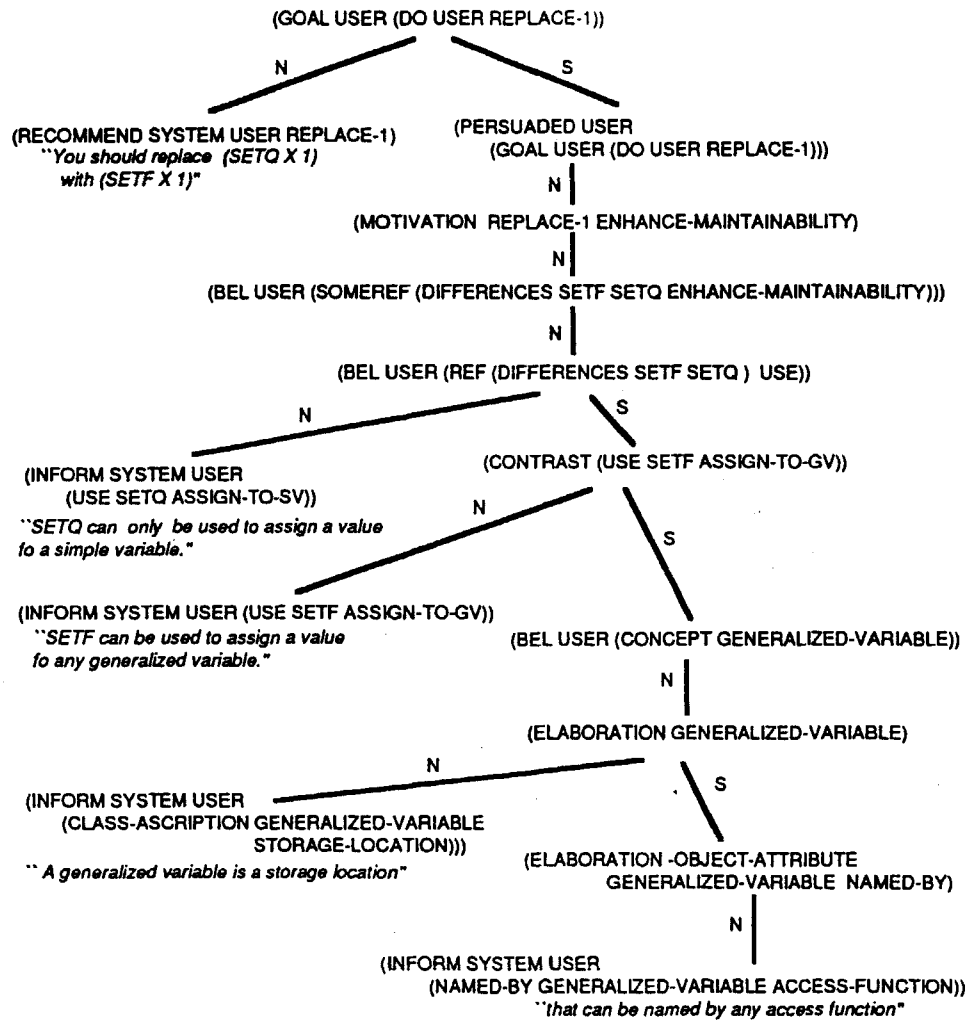 (GOAL USER (DO USER REPLACE-1))
N
S
(RECOMMEND SYSTEM USER REPLACE-1)
``You should replace (SETQ X 1)
with (SETF X 1)"
(PERSUADED USER
(GOAL USER (DO USER REPLACE-1)))
N
(MOTIVATION REPLACE-1 ENHANCE-MAINTAINABILITY)
N
(BEL USER (SOMEREF (DIFFERENCES SETF SETQ ENHANCE-MAINTAINABILITY)))
N
(BEL USER (REF (DIFFERENCES SETF SETQ ) USE))
N
S
(INFORM SYSTEM USER
(USE SETQ ASSIGN-TO-SV))
``SETQ can only be used to assign a value
fo a simple variable."
(CONTRAST (USE SETF ASSIGN-TO-GV))
N
S
(INFORM SYSTEM USER (USE SETF ASSIGN-TO-GV))
``SETF can be used to assign a value
fo any generalized variable."
(BEL USER (CONCEPT GENERALIZED-VARIABLE))
N
(ELABORATION GENERALIZED-VARIABLE)
N
S
(INFORM SYSTEM USER
(CLASS-ASCRIPTION GENERALIZED-VARIABLE
STORAGE-LOCATION)))
`` A generalized variable is a storage location"
(ELABORATION -OBJECT-ATTRIBUTE
GENERALIZED-VARIABLE NAMED-BY)
N
(INFORM SYSTEM USER
(NAMED-BY GENERALIZED-VARIABLE ACCESS-FUNCTION))
``that can be named by any access function"